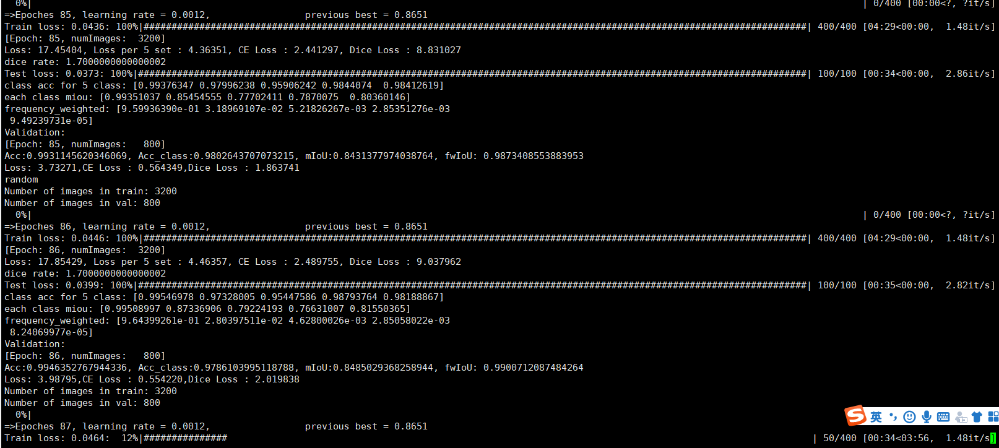 0%| | 0/400 [00:00<?, ?it/s]
=>Epoches 85, learning rate = 0.0012, previous best = 0.8651
Train loss: 0.0436: 100%|#######################################################################################################################| 400/400 [04:29<00:00, 1.48it/s]
[Epoch: 85, numImages: 3200]
Loss: 17.45404, Loss per 5 set : 4.36351, CE Loss : 2.441297, Dice Loss : 8.831027
dice rate: 1.7000000000000002
Test loss: 0.0373: 100%|########################################################################################################################| 100/100 [00:34<00:00, 2.86it/s]
class acc for 5 class: [0.99376347 0.97996238 0.95906242 0.9844074 0.98412619]
each class miou: [0.99351037 0.85454555 0.77702411 0.7870075 0.80360146]
frequency_weighted: [9.59936390e-01 3.18969107e-02 5.21826267e-03 2.85351276e-03
9.49239731e-05]
Validation:
[Epoch: 85, numImages: 800]
Acc:0.9931145620346069, Acc_class:0.9802643707073215, mIoU:0.8431377974038764, fwIoU: 0.9873408553883953
Loss: 3.73271,CE Loss : 0.564349,Dice Loss : 1.863741
random
Number of images in train: 3200
Number of images in val: 800
0%| | 0/400 [00:00<?, ?it/s]
=>Epoches 86, learning rate = 0.0012, previous best = 0.8651
Train loss: 0.0446: 100%|#######################################################################################################################| 400/400 [04:29<00:00, 1.48it/s]
[Epoch: 86, numImages: 3200]
Loss: 17.85429, Loss per 5 set : 4.46357, CE Loss : 2.489755, Dice Loss : 9.037962
dice rate: 1.7000000000000002
Test loss: 0.0399: 100%|########################################################################################################################| 100/100 [00:35<00:00, 2.82it/s]
class acc for 5 class: [0.99546978 0.97328005 0.95447586 0.98793764 0.98188867]
each class miou: [0.99508997 0.87336906 0.79224193 0.76631007 0.81550365]
frequency_weighted: [9.64399261e-01 2.80397511e-02 4.62800026e-03 2.85058022e-03
8.24069977e-05]
Validation:
[Epoch: 86, numImages: 800]
Acc:0.9946352767944336, Acc_class:0.9786103995118788, mIoU:0.8485029368258944, fwIoU: 0.9900712087484264
Loss: 3.98795,CE Loss : 0.554220,Dice Loss : 2.019838
Number of images in train: 3200
Number of images in val: 800
0%|
英
=>Epoches 87, learning rate = 0.0012, previous best = 0.8651
Train loss: 0.0464: 12%|############### | 50/400 [00:34<03:56, 1.48it/s]